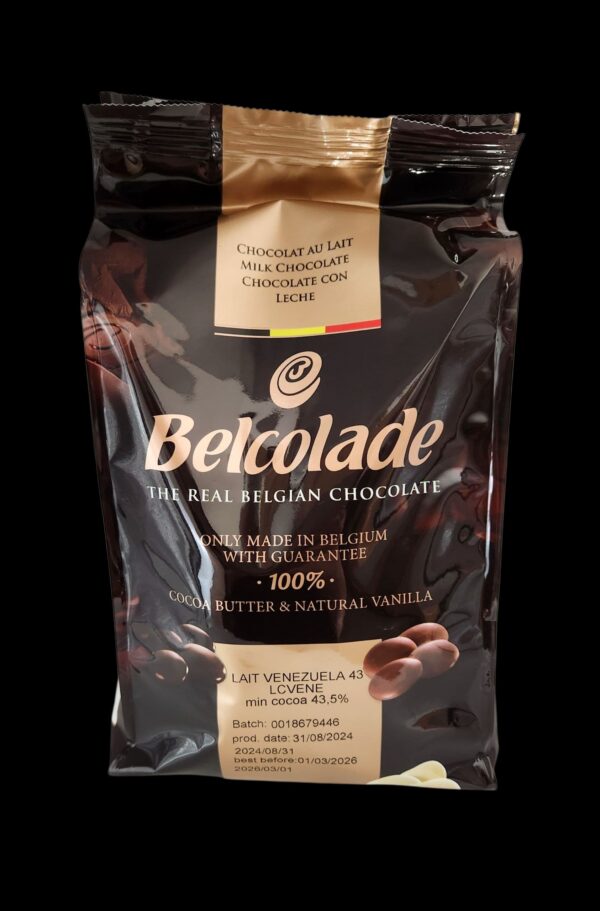 CHOCOLAT AU LAIT
MILK CHOCOLATE
CHOCOLATE CON
LECHE
Belcolade
THE REAL BELGIAN CHOCOLATE
ONLY MADE IN BELGIUM
WITH GUARANTEE
· 100% ·
COCOA BUTTER & NATURAL VANILLA
LAIT VENEZUELA 43
LCVENE
min cocoa 43,5%
Batch: 0018679446
prod. date: 31/08/2024
2024/08/31
best before:01/03/2026
2026/03/01